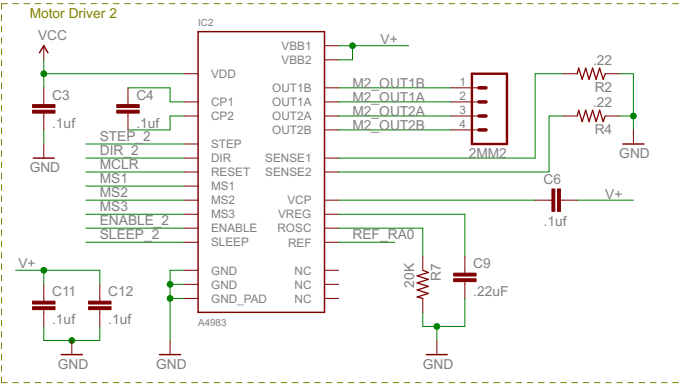 Motor Driver 2
VCC
IC2
V+
VBB1
VBB2
VDD
C3
.1uf
GND
C4
.1uf
CP1
CP2
OUT1B
OUT1A
OUT2A
OUT2B
M2_OUT1B
M2_OUT1A
M2_OUT2A
M2_OUT2B
1
2
3
4
2MM2
.22
R2
.22
R4
GND
STEP_2
DIR_2
MCLR
MS1
MS2
MS3
ENABLE_2
SLEEP_2
STEP
DIR
RESET
MS1
MS2
MS3
ENABLE
SLEEP
SENSE1
SENSE2
VCP
VREG
ROSC
REF
REF_RA0
C6
.1uf
V+
V+
C11
.1uf
C12
.1uf
GND
GND
GND
GND_PAD
GND
NC
NC
NC
A4983
20K
R7
C9
.22uF
GND